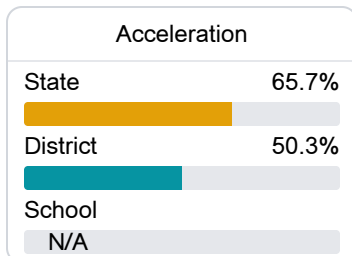 Acceleration
State 65.7%
District 50.3%
School
N/A